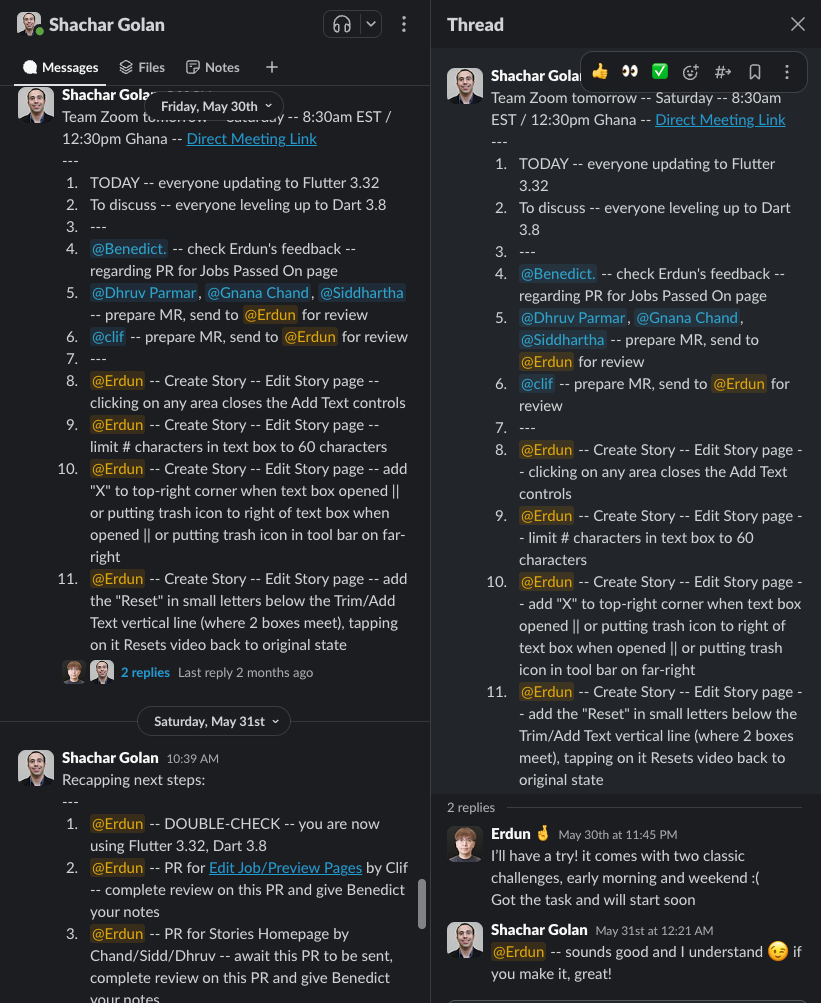 Shachar Golan
Messages
Files
Notes
Friday, May 30th
Shachar Golan
Team Zoom tomorrow -- Saturday -- 8:30am EST /
12:30pm Ghana -- Direct Meeting Link
---
1. TODAY -- everyone updating to Flutter 3.32
2. To discuss -- everyone leveling up to Dart 3.8
3. ---
4. @Benedict. -- check Erdun's feedback --
regarding PR for Jobs Passed On page
5. @Dhruv Parmar, @Gnana Chand, @Siddhartha
-- prepare MR, send to @Erdun for review
6. @clif -- prepare MR, send to @Erdun for review
7. ---
8. @Erdun -- Create Story -- Edit Story page --
clicking on any area closes the Add Text controls
9. @Erdun -- Create Story -- Edit Story page --
limit # characters in text box to 60 characters
10. @Erdun -- Create Story -- Edit Story page -- add
"X" to top-right corner when text box opened ||
or putting trash icon to right of text box when
opened || or putting trash icon in tool bar on far-
right
11. @Erdun -- Create Story -- Edit Story page -- add
the "Reset" in small letters below the Trim/Add
Text vertical line (where 2 boxes meet), tapping
on it Resets video back to original state
2 replies Last reply 2 months ago
Saturday, May 31st
Shachar Golan 10:39 AM
Recapping next steps:
---
1. @Erdun -- DOUBLE-CHECK -- you are now
using Flutter 3.32, Dart 3.8
2. @Erdun -- PR for Edit Job/Preview Pages by Clif
-- complete review on this PR and give Benedict
your notes
3. @Erdun -- PR for Stories Homepage by
Chand/Sidd/Dhruv -- await this PR to be sent,
complete review on this PR and give Benedict
your notes
Thread
Shachar Golan
Team Zoom tomorrow -- Saturday -- 8:30am
EST / 12:30pm Ghana -- Direct Meeting Link
---
1. TODAY -- everyone updating to Flutter
3.32
2. To discuss -- everyone leveling up to Dart
3.8
3. ---
4. @Benedict. -- check Erdun's feedback --
regarding PR for Jobs Passed On page
5. @Dhruv Parmar, @Gnana Chand,
@Siddhartha -- prepare MR, send to
@Erdun for review
6. @clif -- prepare MR, send to @Erdun for
review
7. ---
8. @Erdun -- Create Story -- Edit Story page -
- clicking on any area closes the Add Text
controls
9. @Erdun -- Create Story -- Edit Story page -
- limit # characters in text box to 60
characters
10. @Erdun -- Create Story -- Edit Story page -
- add "X" to top-right corner when text box
opened || or putting trash icon to right of
text box when opened || or putting trash
icon in tool bar on far-right
11. @Erdun -- Create Story -- Edit Story page -
- add the "Reset" in small letters below the
Trim/Add Text vertical line (where 2 boxes
meet), tapping on it Resets video back to
original state
2 replies
Erdun 🤞 May 30th at 11:45 PM
I'll have a try! it comes with two classic
challenges, early morning and weekend :(
Got the task and will start soon
Shachar Golan May 31st at 12:21 AM
@Erdun -- sounds good and I understand 😉 if
you make it, great!